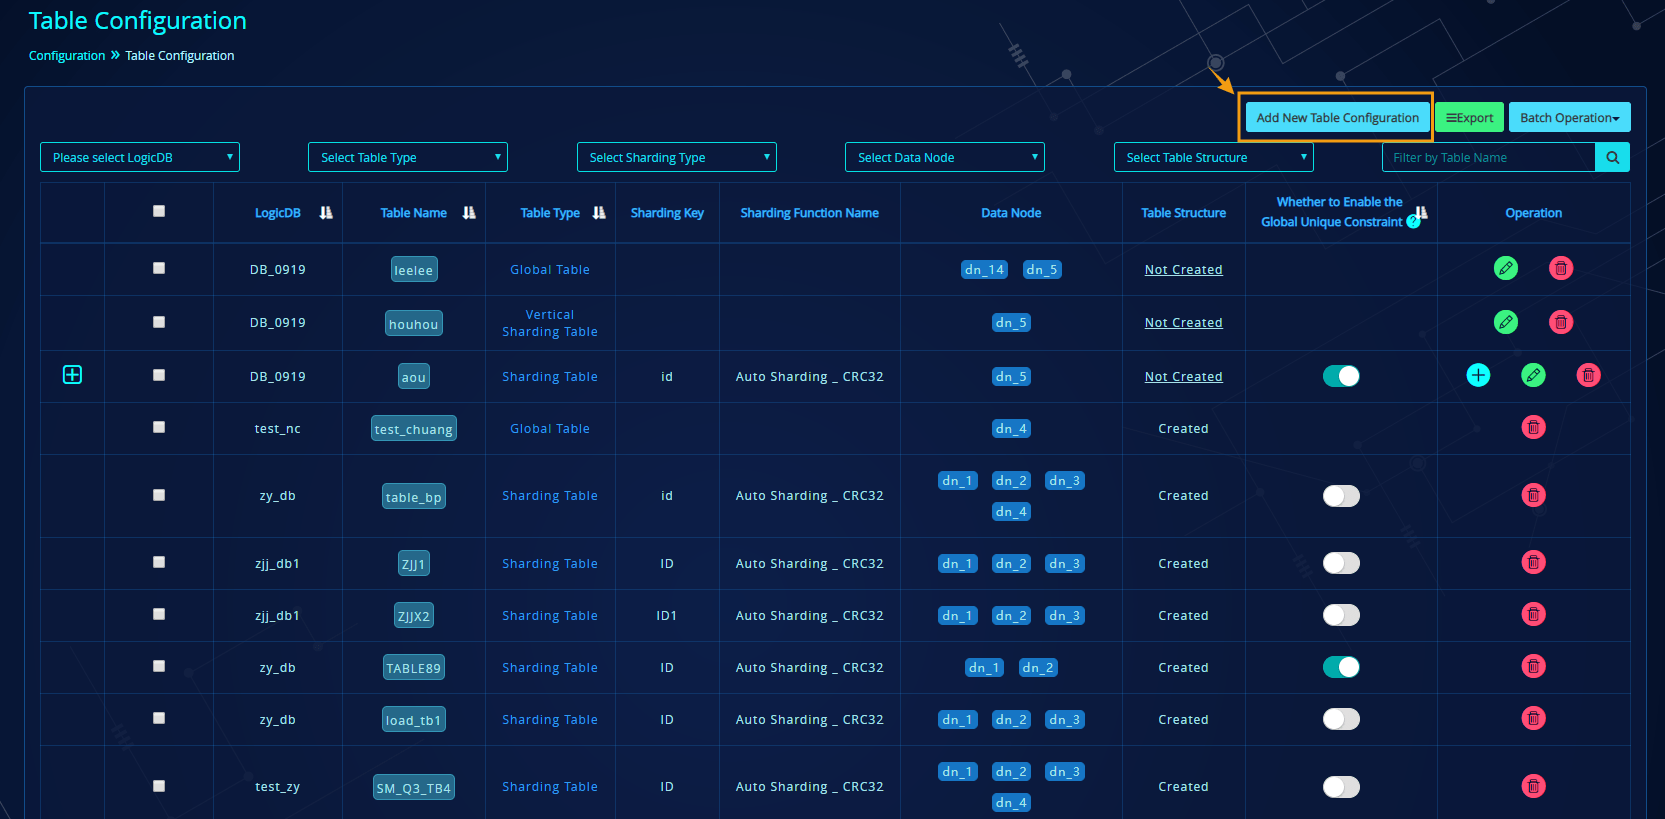 Table Configuration
Configuration » Table Configuration
Add New Table Configuration Export Batch Operation
Please select LogicDB Select Table Type Select Sharding Type Select Data Node Select Table Structure Filter by Table Name
LogicDB Table Name Table Type Sharding Key Sharding Function Name Data Node Table Structure Whether to Enable the
Global Unique Constraint ? Operation
DB_0919 leelee Global Table dn_14 dn_5 Not Created
DB_0919 houhou Vertical
Sharding Table dn_5 Not Created
DB_0919 aou Sharding Table id Auto Sharding _ CRC32 dn_5 Not Created
test_nc test_chuang Global Table dn_4 Created
zy_db table_bp Sharding Table id Auto Sharding _ CRC32 dn_1 dn_2 dn_3
dn_4 Created
zjj_db1 ZJJ1 Sharding Table ID Auto Sharding _ CRC32 dn_1 dn_2 dn_3 Created
zjj_db1 ZJJX2 Sharding Table ID1 Auto Sharding _ CRC32 dn_1 dn_2 dn_3 Created
zy_db TABLE89 Sharding Table ID Auto Sharding _ CRC32 dn_1 dn_2 Created
zy_db load_tb1 Sharding Table ID Auto Sharding _ CRC32 dn_1 dn_2 dn_3 Created
test_zy SM_Q3_TB4 Sharding Table ID Auto Sharding _ CRC32 dn_1 dn_2 dn_3
dn_4 Created